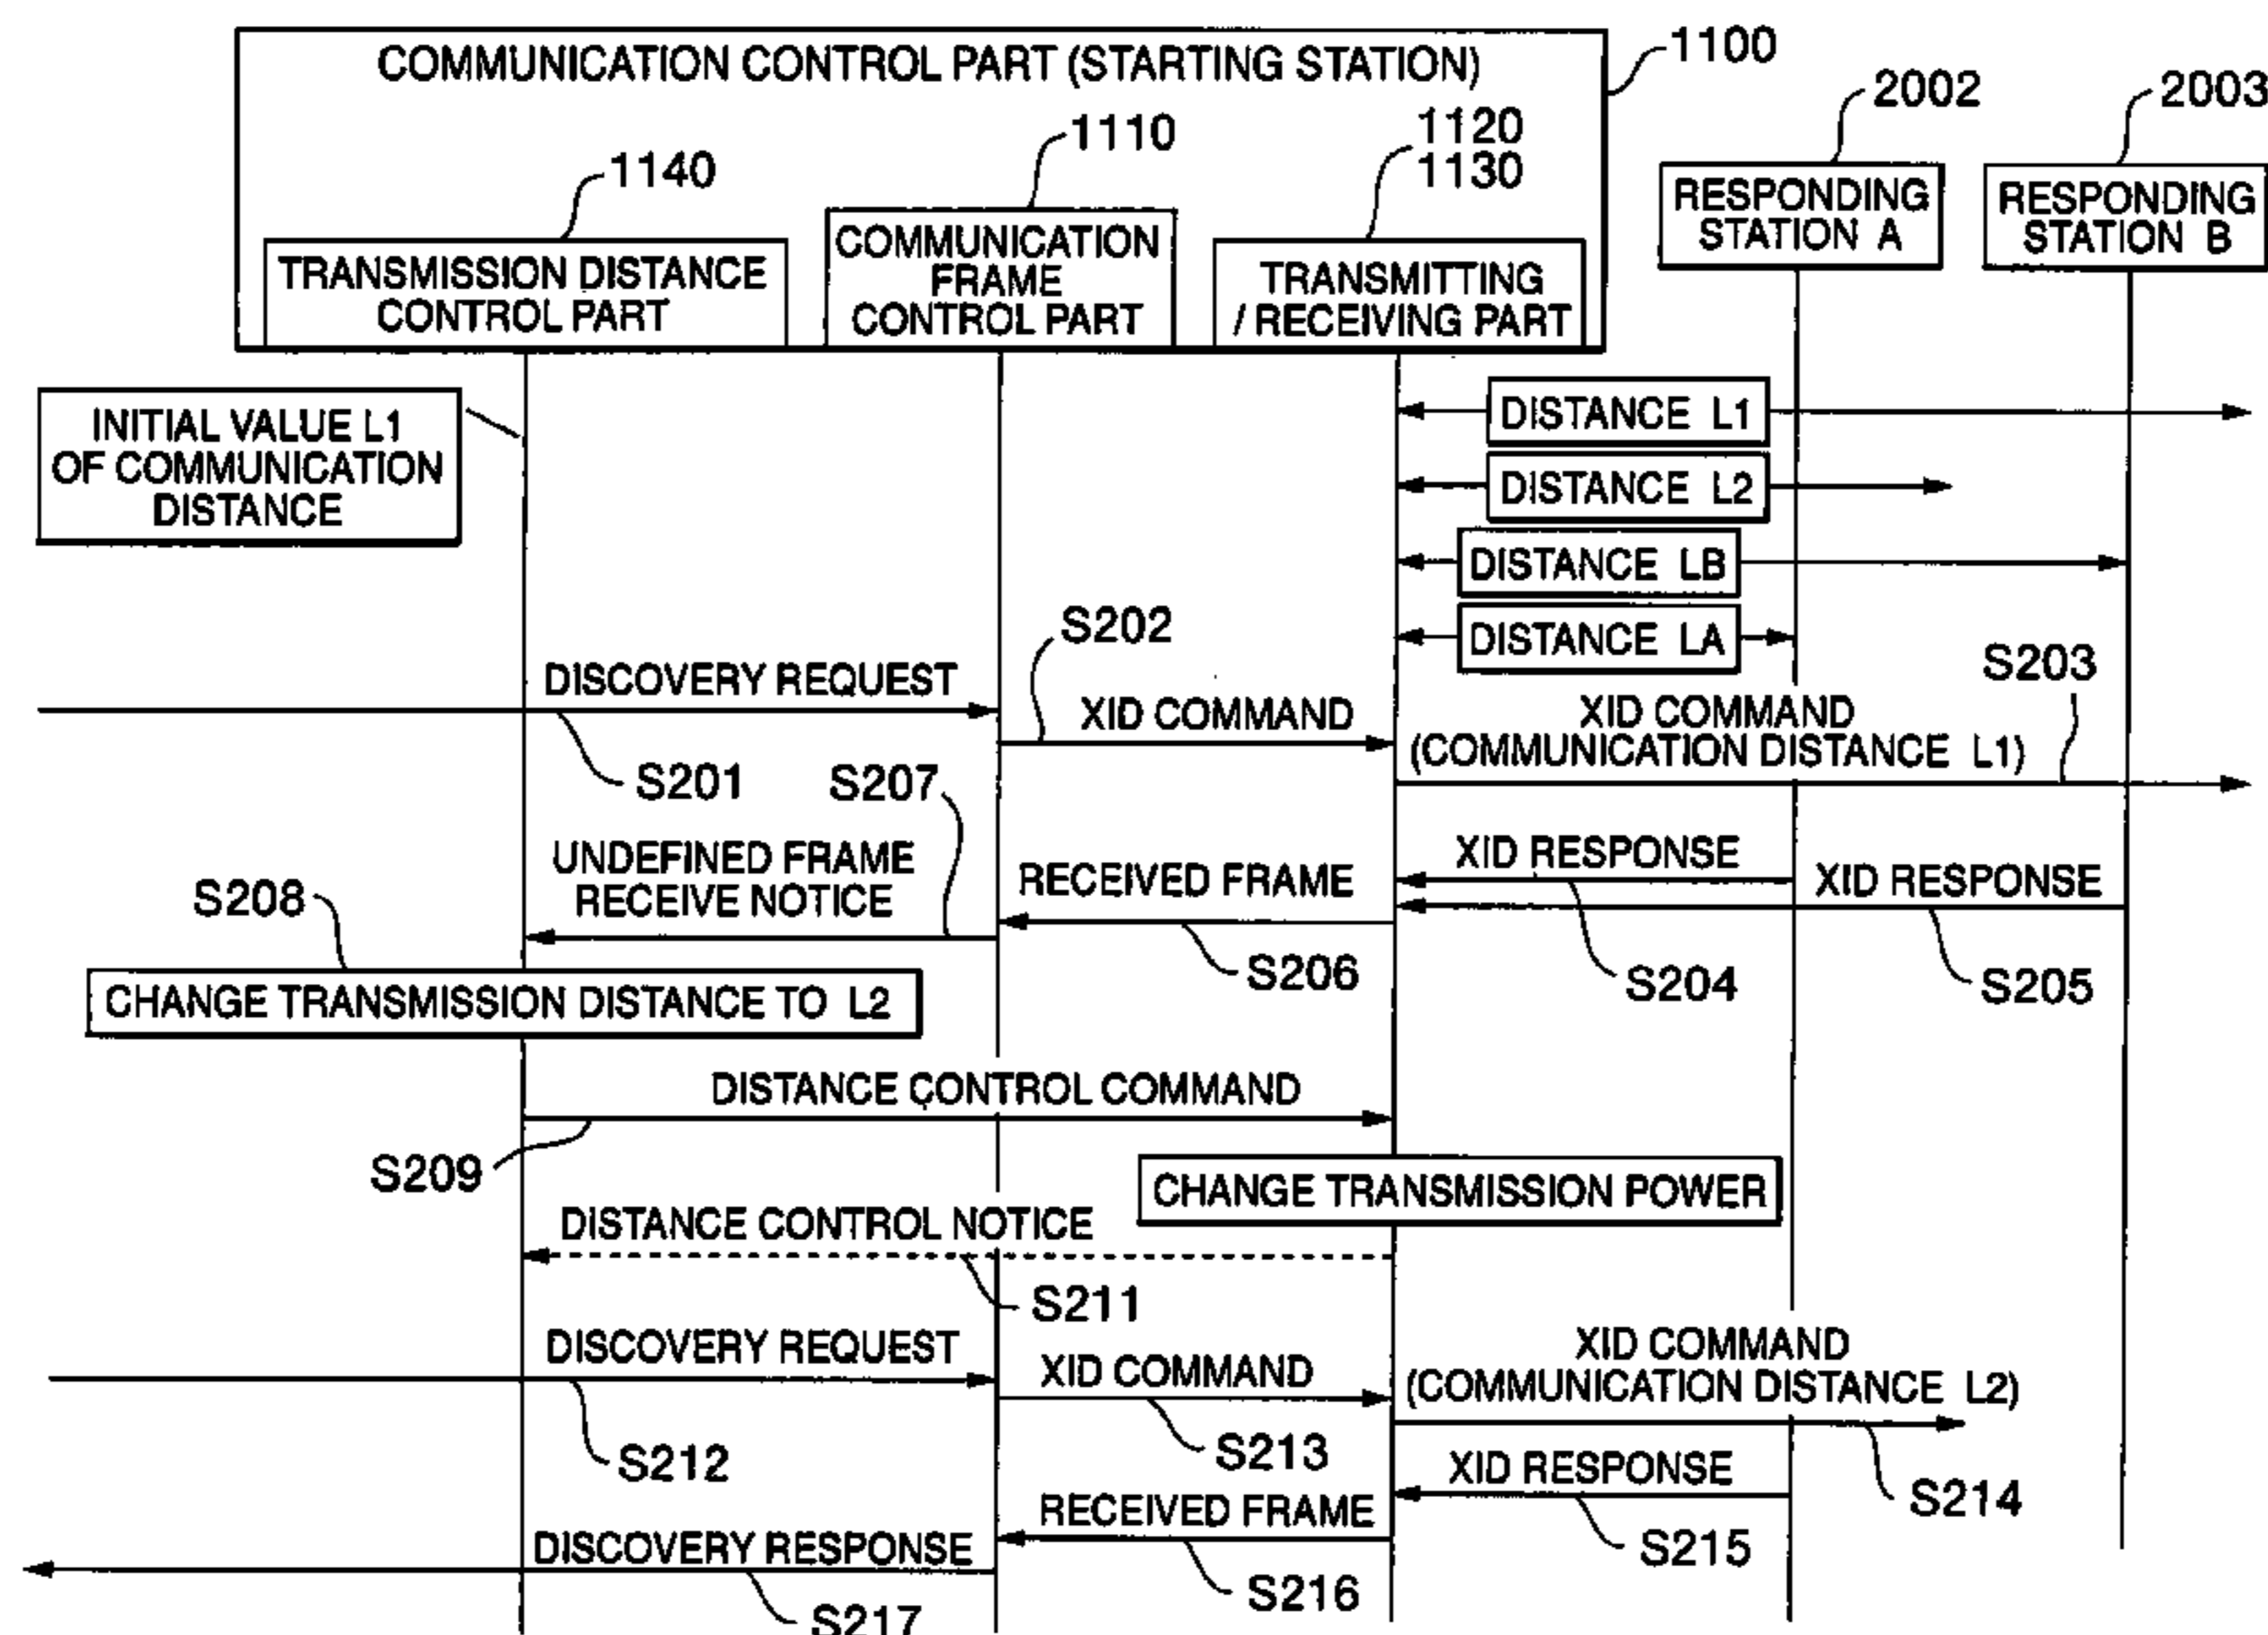 COMMUNICATION CONTROL PART (STARTING STATION)
1100
2002
2003
1140
1110
1120
1130
TRANSMISSION DISTANCE
CONTROL PART
COMMUNICATION
FRAME
CONTROL PART
TRANSMITTING
/ RECEIVING PART
RESPONDING
STATION A
RESPONDING
STATION B
INITIAL VALUE L1
OF COMMUNICATION
DISTANCE
DISTANCE L1
DISTANCE L2
DISTANCE LB
DISTANCE LA
DISCOVERY REQUEST
S201
S202
XID COMMAND
S203
XID COMMAND
(COMMUNICATION DISTANCE L1)
S207
UNDEFINED FRAME
RECEIVE NOTICE
RECEIVED FRAME
XID RESPONSE
XID RESPONSE
S208
S206
S204
S205
CHANGE TRANSMISSION DISTANCE TO L2
DISTANCE CONTROL COMMAND
S209
CHANGE TRANSMISSION POWER
DISTANCE CONTROL NOTICE
S211
DISCOVERY REQUEST
XID COMMAND
XID COMMAND
(COMMUNICATION DISTANCE L2)
S212
S213
XID RESPONSE
S214
RECEIVED FRAME
S215
DISCOVERY RESPONSE
S216
S217